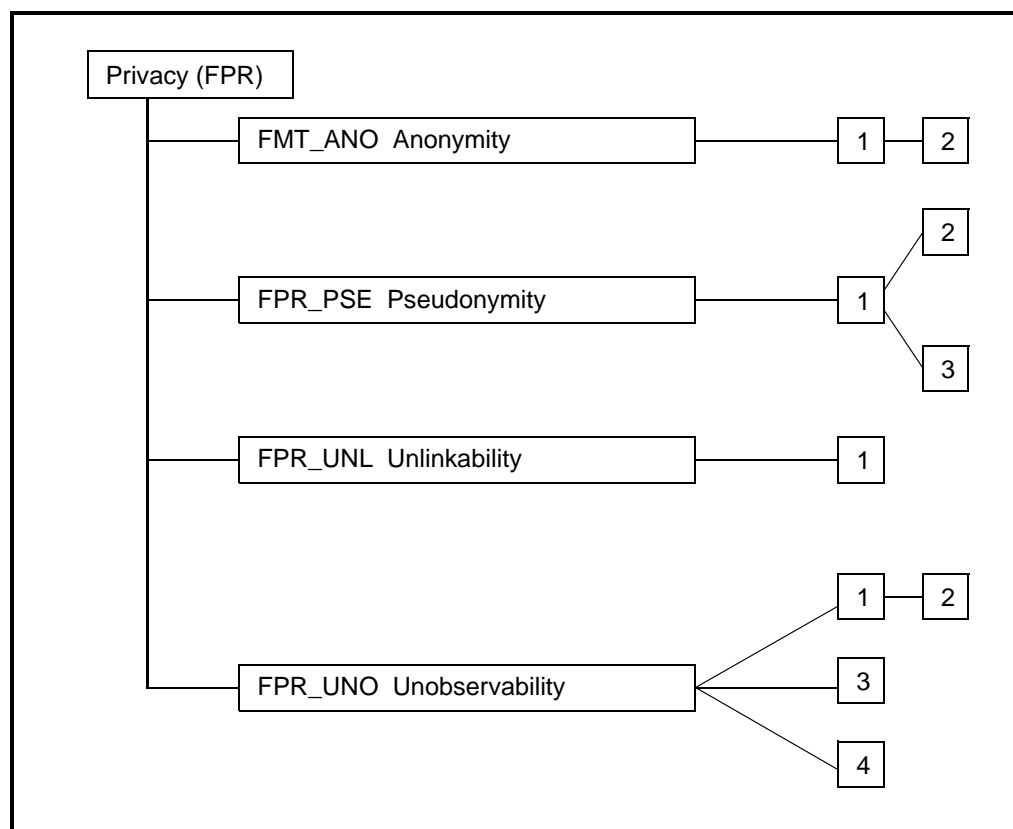 Privacy (FPR)
FMT_ANO Anonymity 1 2
2
FPR_PSE Pseudonymity 1
3
FPR_UNL Unlinkability 1
1 2
FPR_UNO Unobservability 3
4